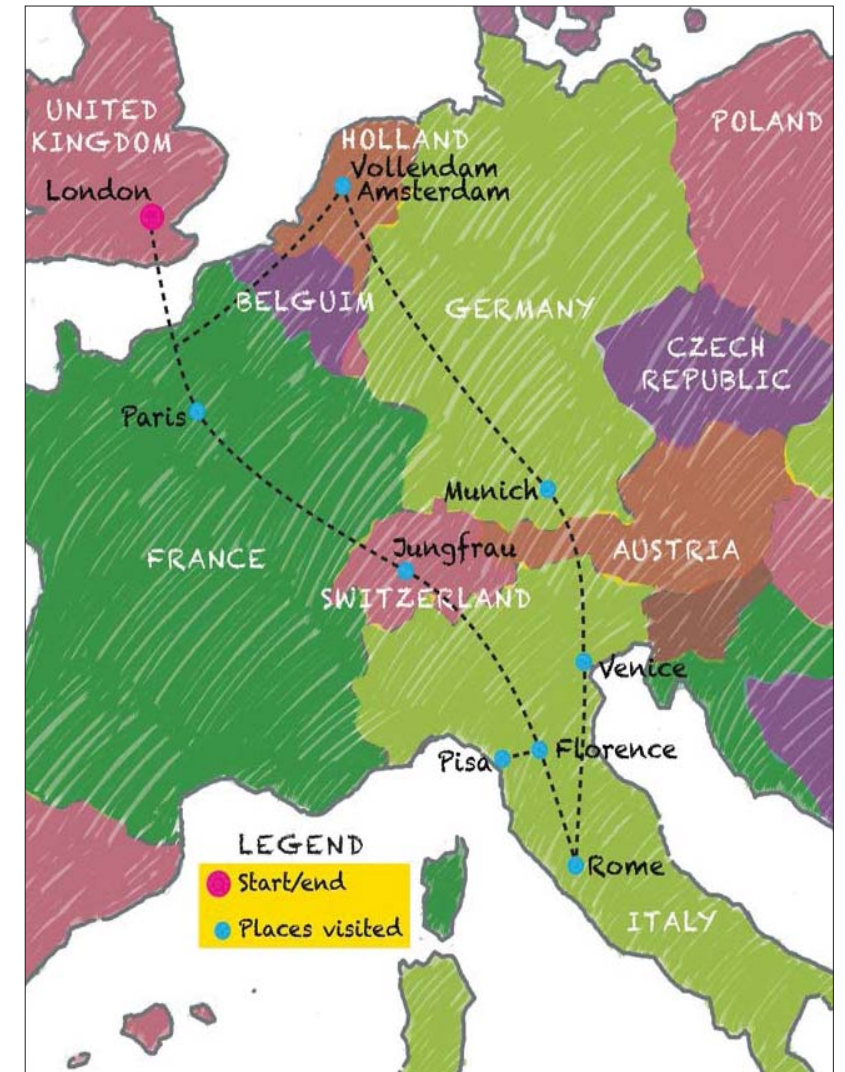 UNITED
KINGDOM
London
HOLLAND
Vollendam
Amsterdam
POLAND
BELGUIM
GERMANY
CZECH
REPUBLIC
Paris
Munich
FRANCE
Jungfrau
AUSTRIA
SWITZERLAND
Venice
Pisa
Florence
LEGEND
Start/end
Places visited
Rome
ITALY